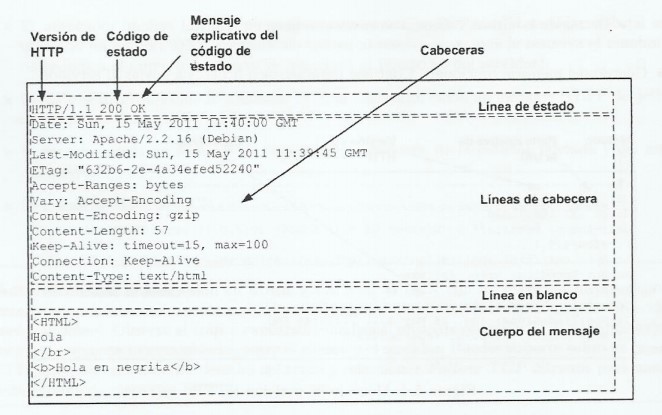 Versión de HTTP
Código de estado
Mensaje explicativo del código de estado
Cabeceras
HTTP/1.1 200 OK
Línea de éstado
Date: Sun, 15 May 2011 11:40:00 GMT
Server: Apache/2.2.16 (Debian)
Last-Modified: Sun, 15 May 2011 11:39:45 GMT
ETag: "632b6-2e-4a34efed52240"
Accept-Ranges: bytes
Vary: Accept-Encoding
Content-Encoding: gzip
Content-Length: 57
Keep-Alive: timeout=15, max=100
Connection: Keep-Alive
Content-Type: text/html
Líneas de cabecera
Línea en blanco
<HTML>
Hola
</br>
<b>Hola en negrita</b>
</HTML>
Cuerpo del mensaje